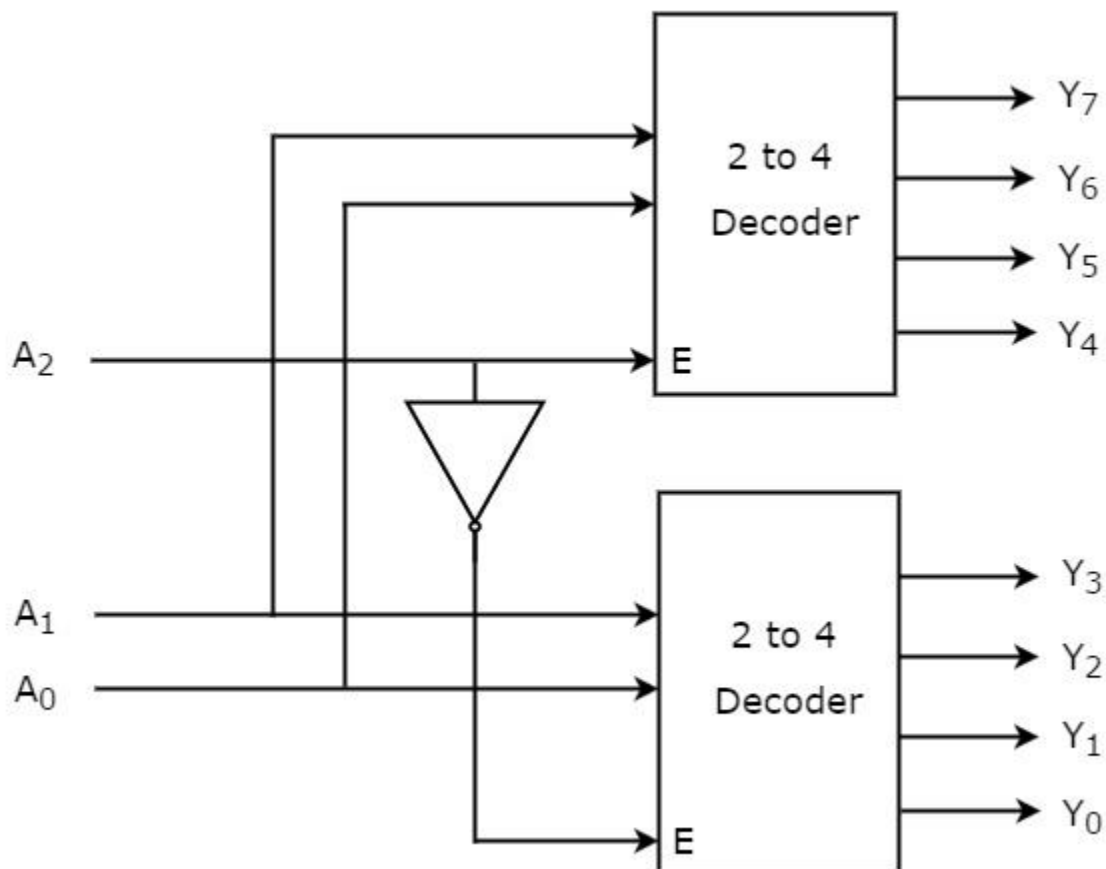 Y₇
2 to 4
Y₆
Decoder
Y₅
A₂
E
Y₄
Y₃
A₁
2 to 4
Y₂
A₀
Decoder
Y₁
Y₀
E